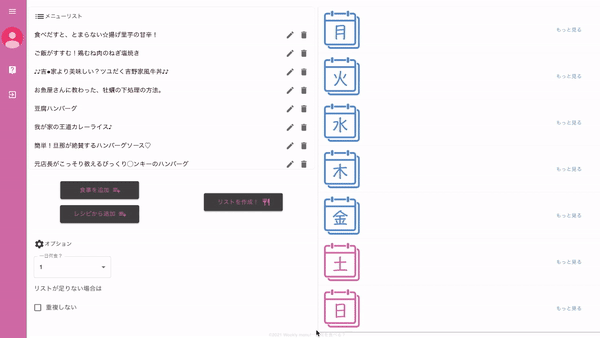 メニューリスト
食べだすと、とまらない☆揚げ里芋の甘辛！
ご飯がすすむ！鶏むね肉のねぎ塩焼き
♪♪吉●家より美味しい？ツユだく吉野家風牛丼♪♪
お魚屋さんに教わった、牡蠣の下処理の方法。
豆腐ハンバーグ
我が家の王道カレーライス♪
簡単！旦那が絶賛するハンバーグソース♡
元店長がこっそり教えるびっくり〇ンキーのハンバーグ
食事を追加
レシピから追加
リストを作成！
オプション
一日何食？
1
リストが足りない場合は
重複しない
月
もっと見る
火
もっと見る
水
もっと見る
木
もっと見る
金
もっと見る
土
もっと見る
日
もっと見る